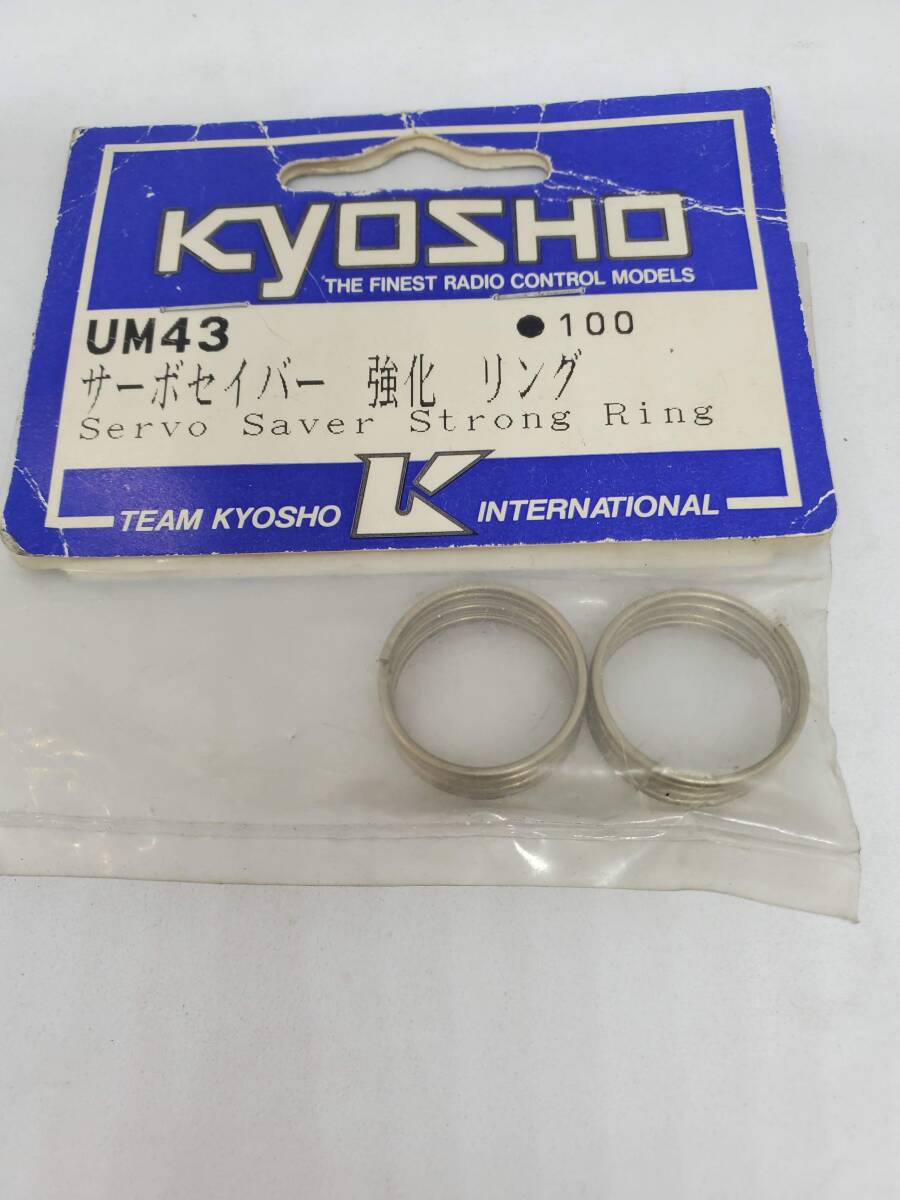 KYOSHO
THE FINEST RADIO CONTROL MODELS
UM43 ●100
サーボセイバー 強化 リング
Servo Saver Strong Ring
TEAM KYOSHO K INTERNATIONAL